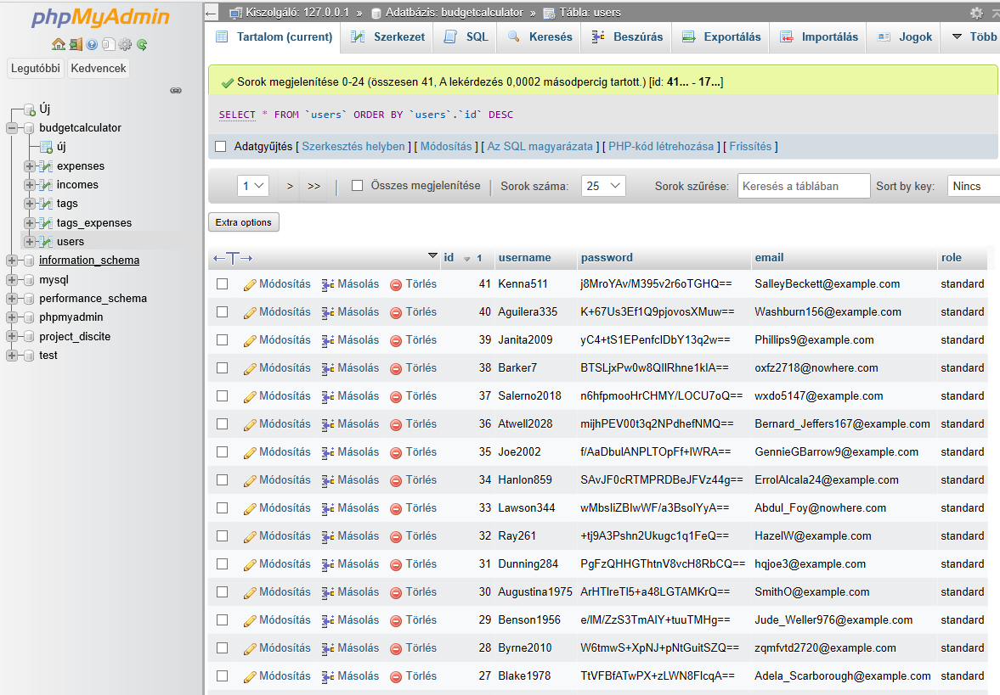 phpMyAdmin
Legutóbbi Kedvencek
Új
budgetcalculator
új
expenses
incomes
tags
tags_expenses
users
information_schema
mysql
performance_schema
phpmyadmin
project_discite
test
Kiszolgáló: 127.0.0.1 » Adatbázis: budgetcalculator » Tábla: users
Tartalom (current) Szerkezet SQL Keresés Beszúrás Exportálás Importálás Jogok Több
Sorok megjelenítése 0-24 (összesen 41, A lekérdezés 0,0002 másodpercig tartott.) [id: 41... - 17...]
SELECT * FROM `users` ORDER BY `users`.`id` DESC
Adatgyűjtés [ Szerkesztés helyben ] [ Módosítás ] [ Az SQL magyarázata ] [ PHP-kód létrehozása ] [ Frissítés ]
1 > >> | Összes megjelenítése | Sorok száma: 25 Sorok szűrése: Keresés a táblában Sort by key: Nincs
Extra options
←T→ id 1 username password email role
Módosítás Másolás Törlés 41 Kenna511 j8MroYAv/M395v2r6oTGHQ== SalleyBeckett@example.com standard
Módosítás Másolás Törlés 40 Aguilera335 K+67Us3Ef1Q9pjovosXMuw== Washburn156@example.com standard
Módosítás Másolás Törlés 39 Janita2009 yC4+tS1EPenfclDbY13q2w== Phillips9@example.com standard
Módosítás Másolás Törlés 38 Barker7 BTSLjxPw0w8QIlRhne1klA== oxfz2718@nowhere.com standard
Módosítás Másolás Törlés 37 Salerno2018 n6hfpmooHrCHMY/LOCU7oQ== wxdo5147@example.com standard
Módosítás Másolás Törlés 36 Atwell2028 mijhPEV00t3q2NPdhefNMQ== Bernard_Jeffers167@example.com standard
Módosítás Másolás Törlés 35 Joe2002 f/AaDbulANPLTOpFf+lWRA== GennieGBarrow9@example.com standard
Módosítás Másolás Törlés 34 Hanlon859 SAvJF0cRTMPRDBeJFVz44g== ErrolAlcala24@example.com standard
Módosítás Másolás Törlés 33 Lawson344 wMbsliZBIwWF/a3BsoIYyA== Abdul_Foy@nowhere.com standard
Módosítás Másolás Törlés 32 Ray261 +tj9A3Pshn2Ukugc1q1FeQ== HazelW@example.com standard
Módosítás Másolás Törlés 31 Dunning284 PgFzQHHGThtnV8vcH8RbCQ== hqjoe3@example.com standard
Módosítás Másolás Törlés 30 Augustina1975 ArHTIreTl5+a48LGTAMKrQ== SmithO@example.com standard
Módosítás Másolás Törlés 29 Benson1956 e/lM/ZzS3TmAlY+tuuTMHg== Jude_Weller976@example.com standard
Módosítás Másolás Törlés 28 Byrne2010 W6tmwS+XpNJ+pNtGuitSZQ== zqmfvtd2720@example.com standard
Módosítás Másolás Törlés 27 Blake1978 TtVFBfATwPX+zLWN8FlcqA== Adela_Scarborough@example.com standard